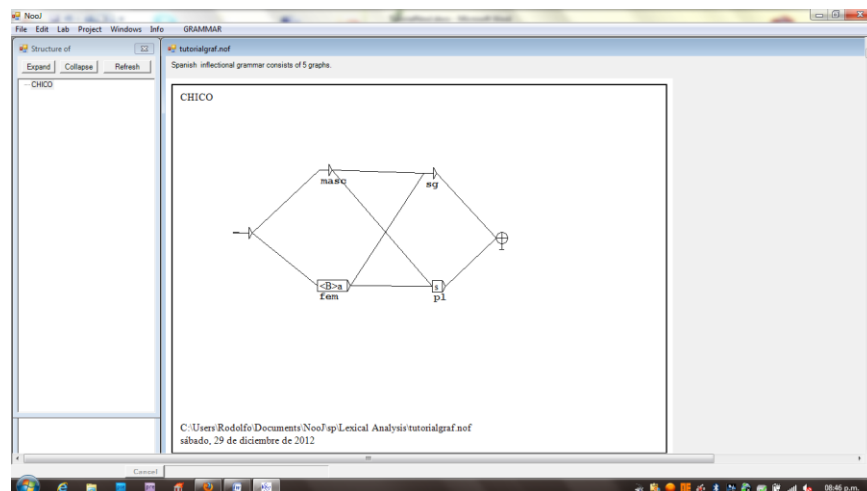 NooJ
File Edit Lab Project Windows Info GRAMMAR
Structure of
tutorialgraf.nof
Expand Collapse Refresh
Spanish inflectional grammar consists of 5 graphs.
CHICO
CHICO
masc
sg
<B>a
s
fem
pl
C:\Users\Rodolfo\Documents\NooJ\sp\Lexical Analysis\tutorialgraf.nof
sábado, 29 de diciembre de 2012
Cancel
08:46 p.m.